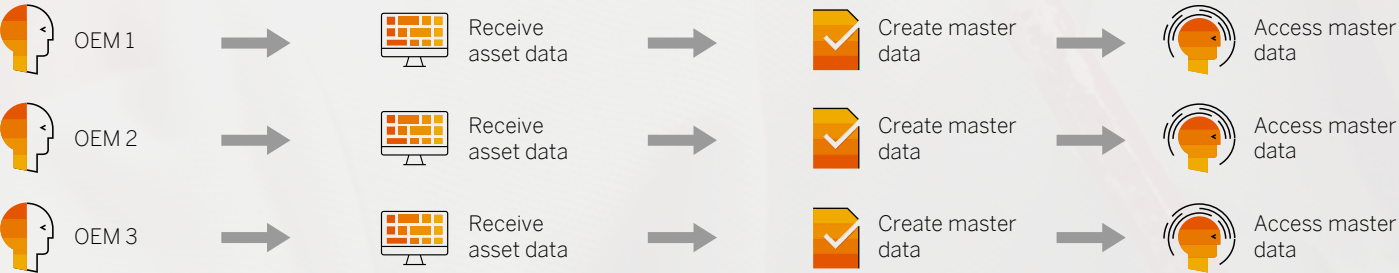 OEM 1
Receive
asset data
Create master
data
Access master
data
OEM 2
Receive
asset data
Create master
data
Access master
data
OEM 3
Receive
asset data
Create master
data
Access master
data